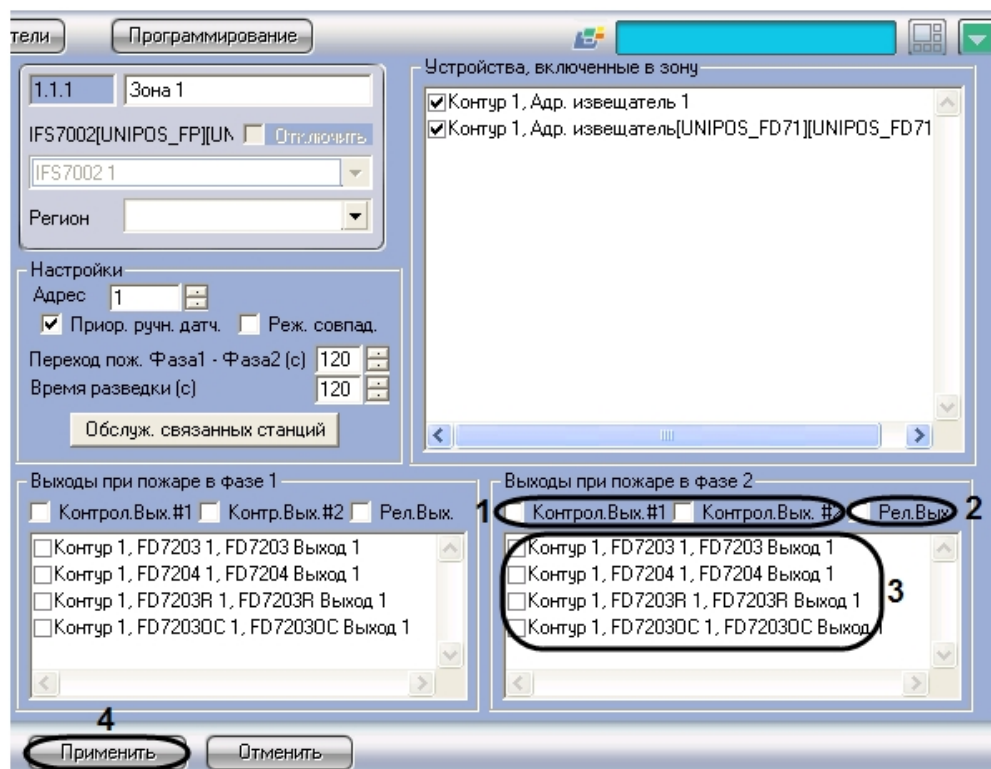 тели Программирование
1.1.1 Зона 1
IFS7002[UNIPOS_FP][UN Отключить
IFS7002 1
Регион
Устройства, включенные в зону
Контур 1, Адр. извещатель 1
Контур 1, Адр. извещатель[UNIPOS_FD71][UNIPOS_FD71
Настройки
Адрес 1
Приор. ручн. датч. Реж. совпад.
Переход пож. Фаза1 - Фаза2 (с) 120
Время разведки (с) 120
Обслуж. связанных станций
Выходы при пожаре в фазе 1
Контрол.Вых.#1 Контр.Вых.#2 Рел.Вых.
Контур 1, FD7203 1, FD7203 Выход 1
Контур 1, FD7204 1, FD7204 Выход 1
Контур 1, FD7203R 1, FD7203R Выход 1
Контур 1, FD7203OC 1, FD7203OC Выход 1
Выходы при пожаре в фазе 2
1 Контрол.Вых.#1 Контрол.Вых. #2 Рел.Вых 2
Контур 1, FD7203 1, FD7203 Выход 1
Контур 1, FD7204 1, FD7204 Выход 1
Контур 1, FD7203R 1, FD7203R Выход 1
Контур 1, FD7203OC 1, FD7203OC Выход 1
3
4
Применить Отменить